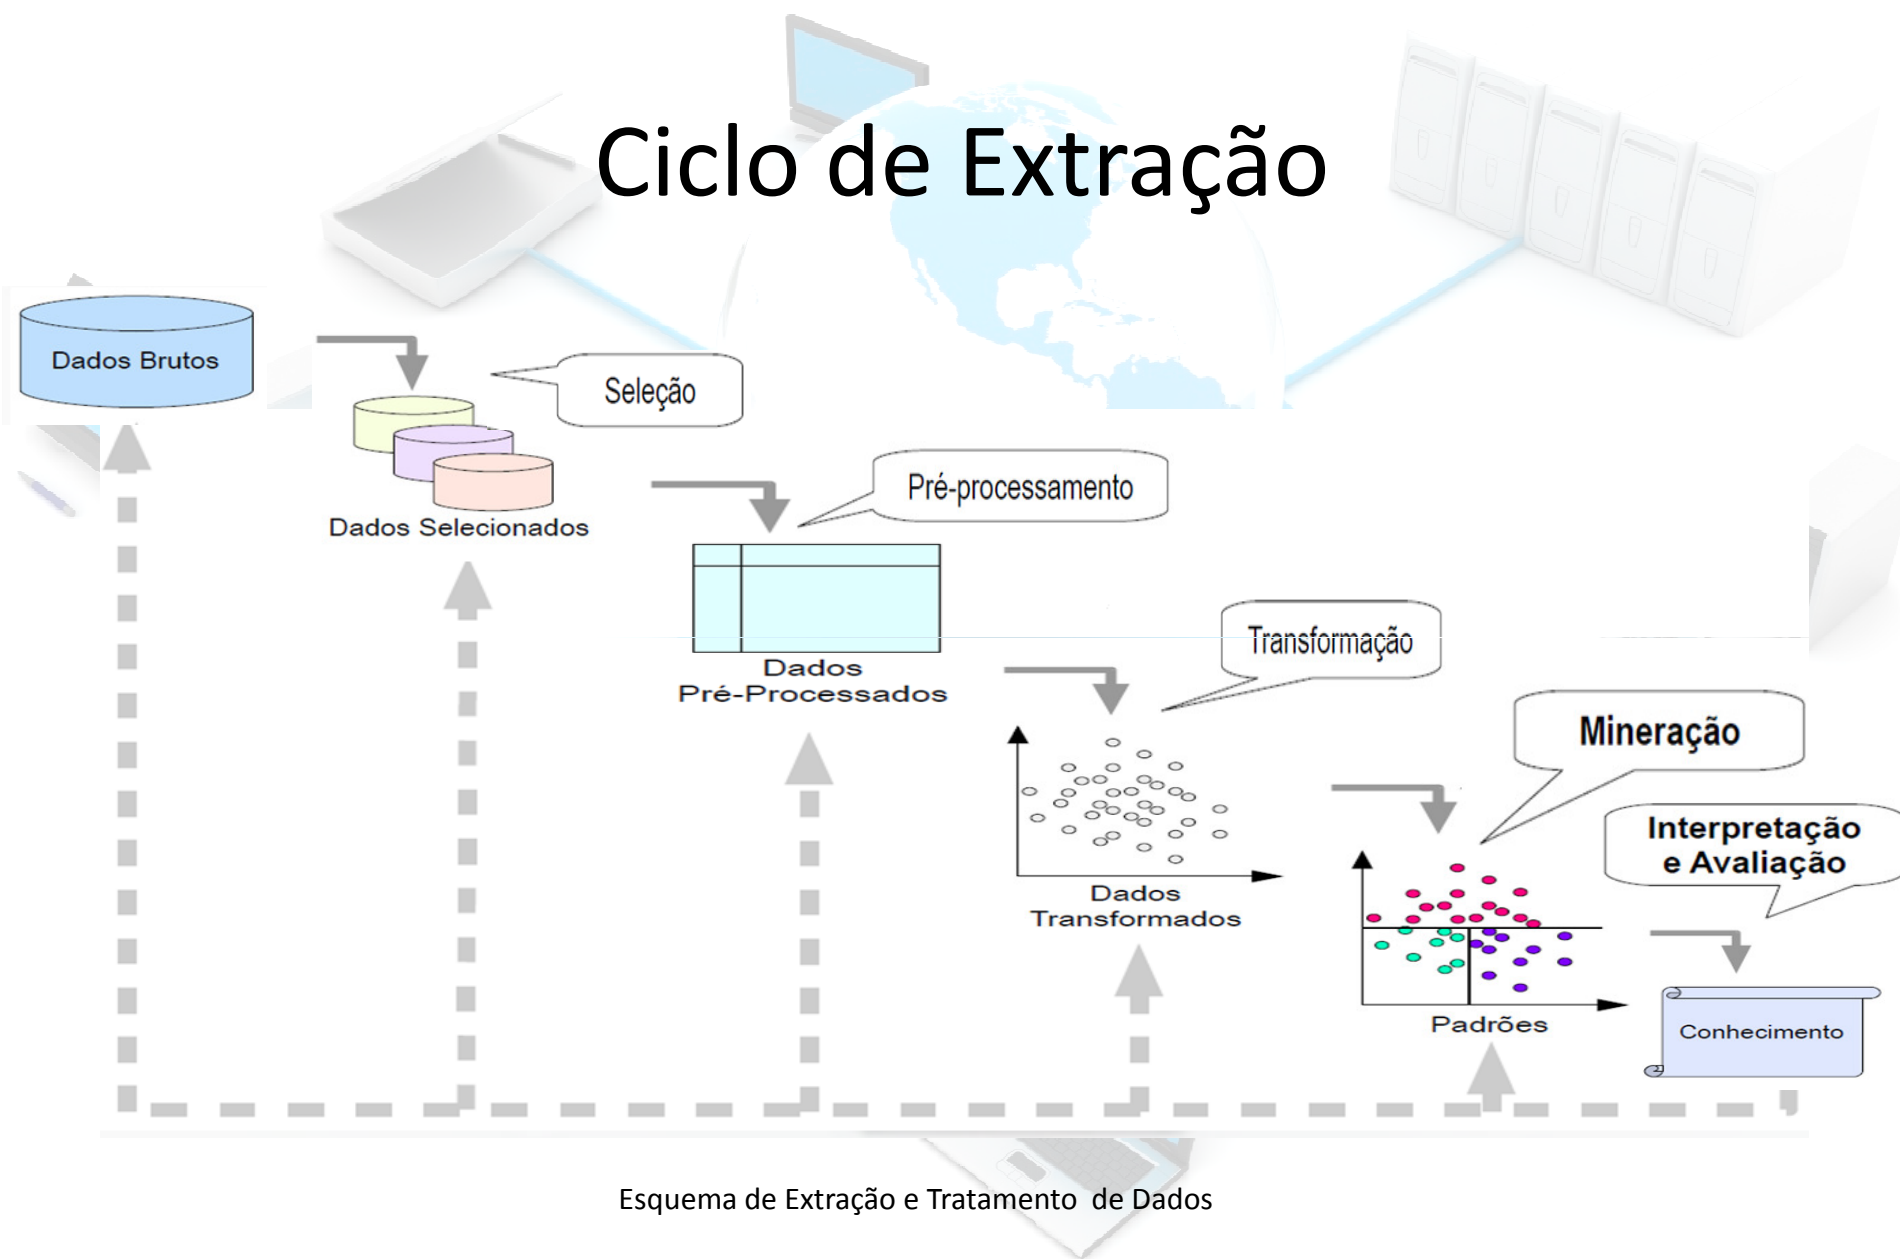 Ciclo de Extração
Dados Brutos
Seleção
Dados Selecionados
Pré-processamento
Dados
Pré-Processados
Transformação
Dados
Transformados
Mineração
Padrões
Interpretação
e Avaliação
Conhecimento
Esquema de Extração e Tratamento  de Dados